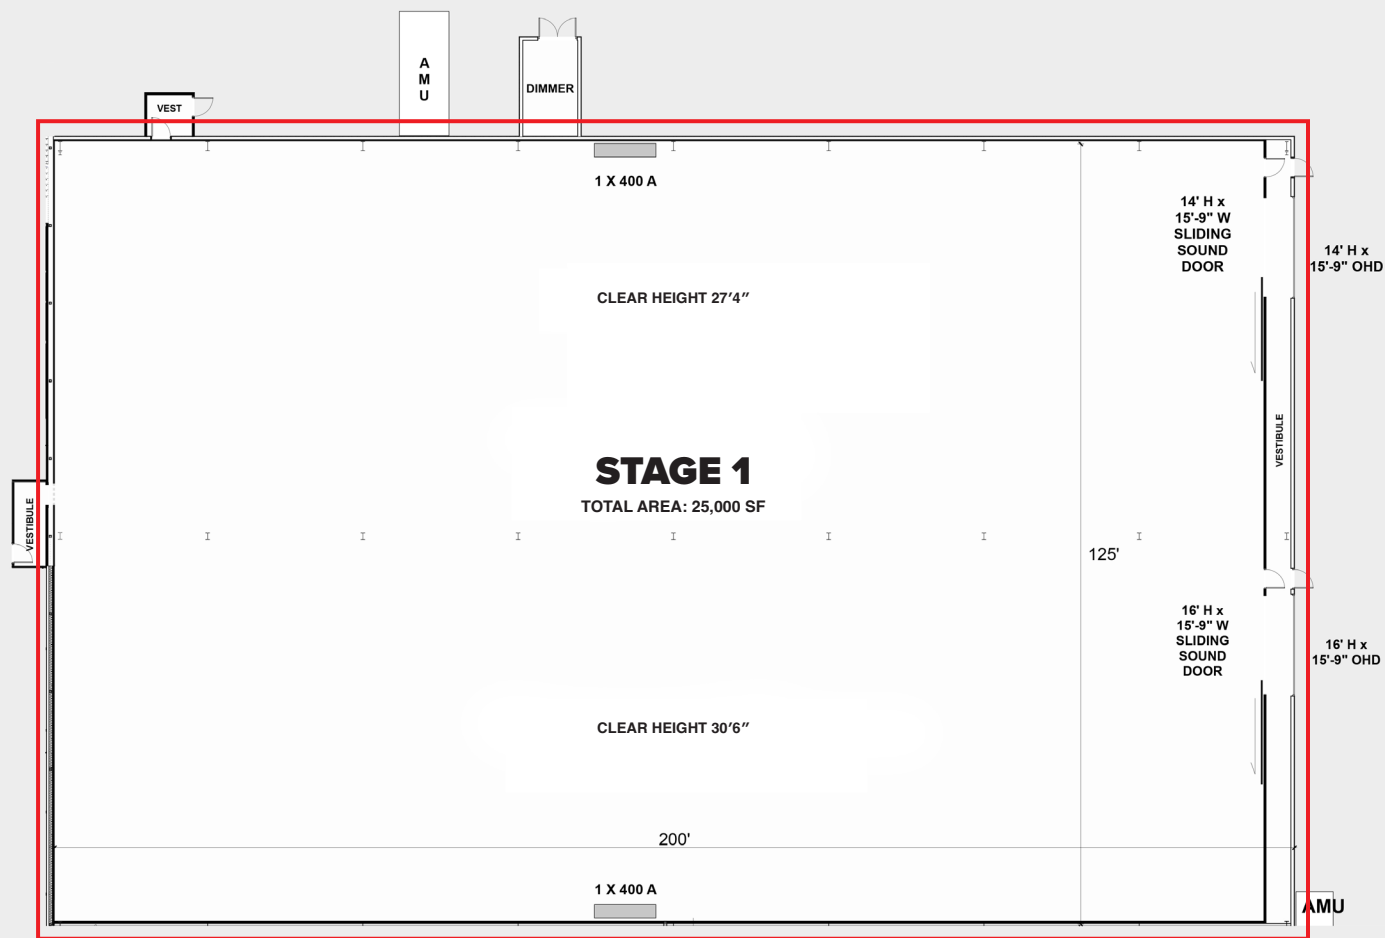 A
M
U
DIMMER
VEST
1 X 400 A
14' H x
15'-9" W
SLIDING
SOUND
DOOR
14' H x
15'-9" OHD
CLEAR HEIGHT 27′4″
VESTIBULE
STAGE 1
TOTAL AREA: 25,000 SF
VESTIBULE
125'
16' H x
15'-9" W
SLIDING
SOUND
DOOR
16' H x
15'-9" OHD
CLEAR HEIGHT 30′6″
200'
1 X 400 A
AMU